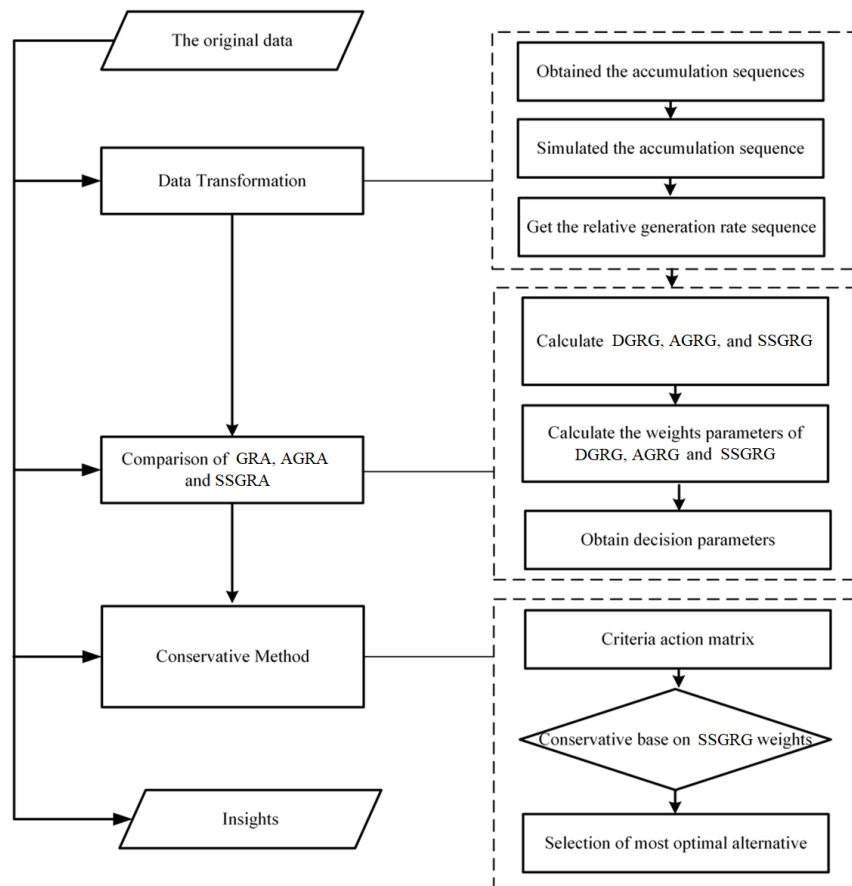 The original data
Data Transformation
Comparison of GRA, AGRA
and SSGRA
Conservative Method
Insights
Obtained the accumulation sequences
Simulated the accumulation sequence
Get the relative generation rate sequence
Calculate DGRG, AGRG, and SSGRG
Calculate the weights parameters of
DGRG, AGRG and SSGRG
Obtain decision parameters
Criteria action matrix
Conservative base on SSGRG weights
Selection of most optimal alternative